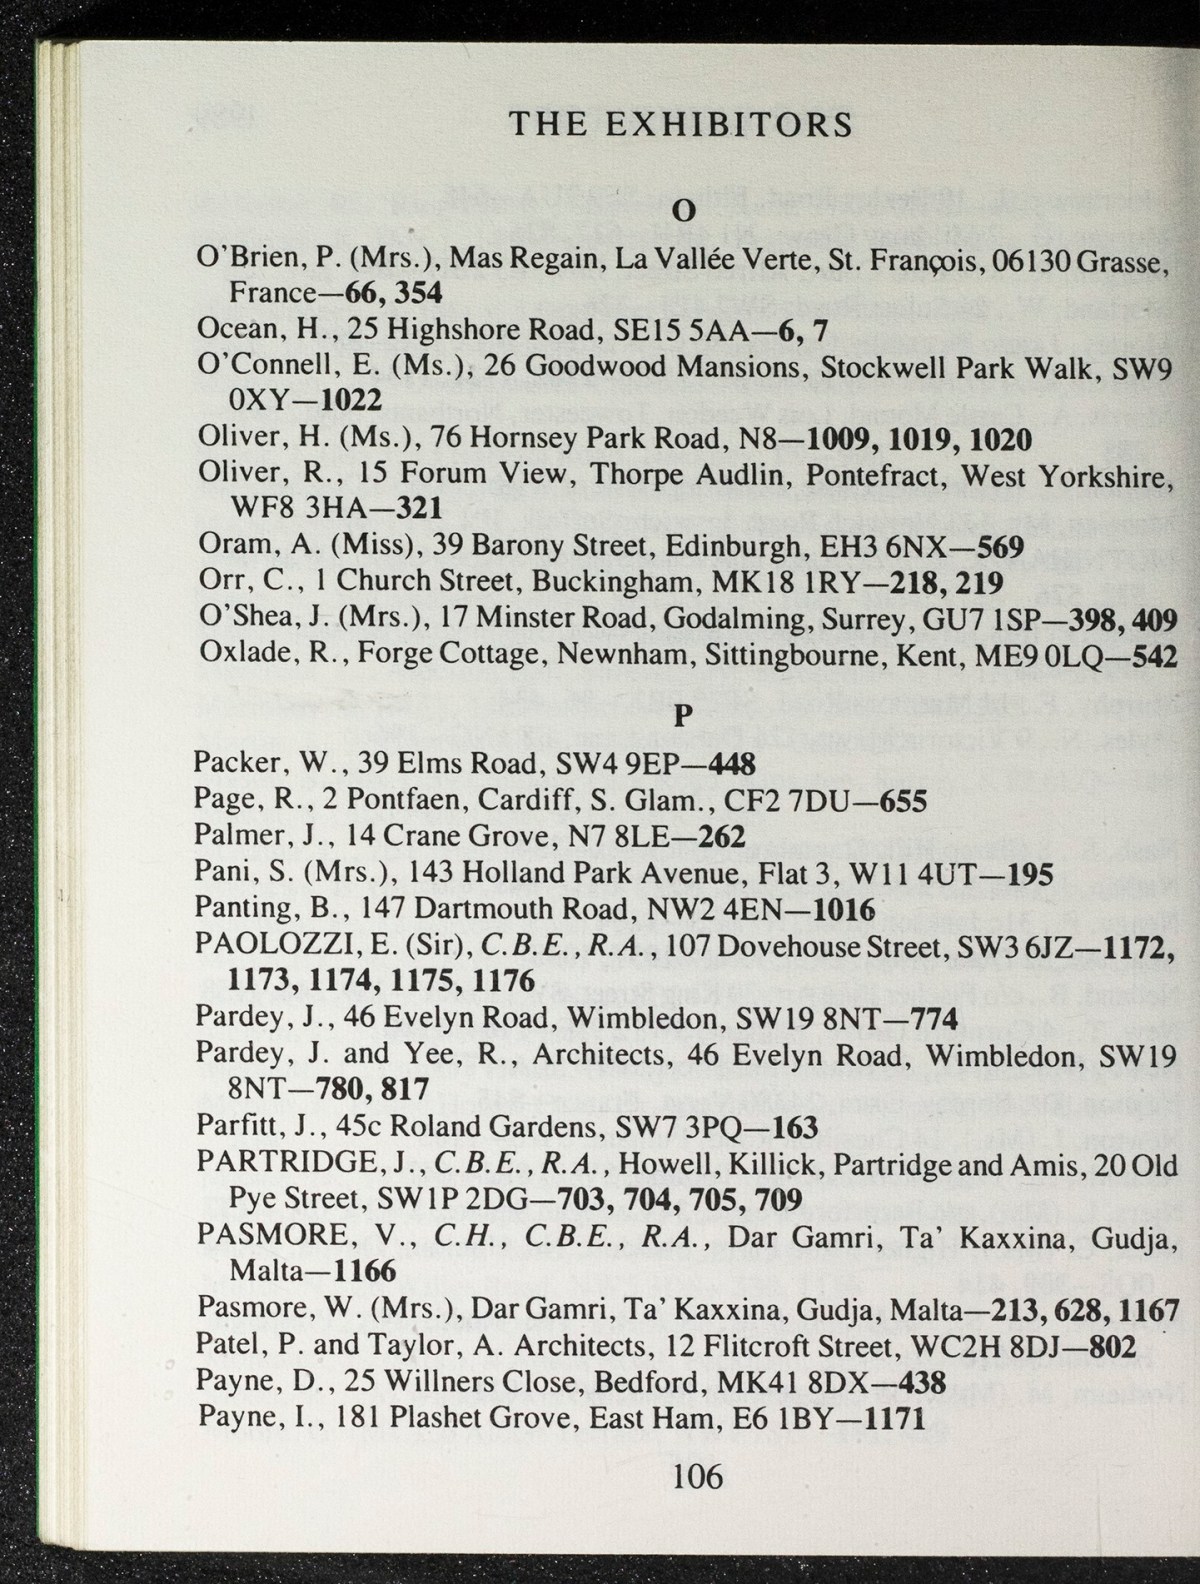 THE EXHIBITORS
O
O'Brien, P. (Mrs.), Mas Regain, La Vallée Verte, St. François, 06130 Grasse,
France—66, 354
Ocean, H., 25 Highshore Road, SE15 5AA—6, 7
O'Connell, E. (Ms.), 26 Goodwood Mansions, Stockwell Park Walk, SW9
0XY—1022
Oliver, H. (Ms.), 76 Hornsey Park Road, N8—1009, 1019, 1020
Oliver, R., 15 Forum View, Thorpe Audlin, Pontefract, West Yorkshire,
WF8 3HA—321
Oram, A. (Miss), 39 Barony Street, Edinburgh, EH3 6NX—569
Orr, C., 1 Church Street, Buckingham, MK18 1RY—218, 219
O'Shea, J. (Mrs.), 17 Minster Road, Godalming, Surrey, GU7 1SP—398, 409
Oxlade, R., Forge Cottage, Newnham, Sittingbourne, Kent, ME9 0LQ—542
P
Packer, W., 39 Elms Road, SW4 9EP—448
Page, R., 2 Pontfaen, Cardiff, S. Glam., CF2 7DU—655
Palmer, J., 14 Crane Grove, N7 8LE—262
Pani, S. (Mrs.), 143 Holland Park Avenue, Flat 3, W11 4UT—195
Panting, B., 147 Dartmouth Road, NW2 4EN—1016
PAOLOZZI, E. (Sir), C.B.E., R.A., 107 Dovehouse Street, SW3 6JZ—1172,
1173, 1174, 1175, 1176
Pardey, J., 46 Evelyn Road, Wimbledon, SW19 8NT—774
Pardey, J. and Yee, R., Architects, 46 Evelyn Road, Wimbledon, SW19
8NT—780, 817
Parfitt, J., 45c Roland Gardens, SW7 3PQ—163
PARTRIDGE, J., C.B.E., R.A., Howell, Killick, Partridge and Amis, 20 Old
Pye Street, SW1P 2DG—703, 704, 705, 709
PASMORE, V., C.H., C.B.E., R.A., Dar Gamri, Ta' Kaxxina, Gudja,
Malta—1166
Pasmore, W. (Mrs.), Dar Gamri, Ta' Kaxxina, Gudja, Malta—213, 628, 1167
Patel, P. and Taylor, A. Architects, 12 Flitcroft Street, WC2H 8DJ—802
Payne, D., 25 Willners Close, Bedford, MK41 8DX—438
Payne, I., 181 Plashet Grove, East Ham, E6 1BY—1171
106